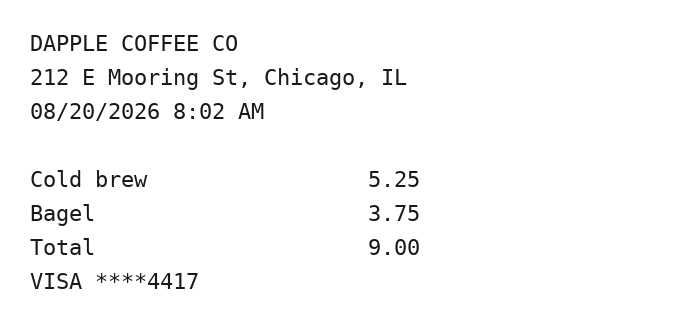 DAPPLE COFFEE CO
212 E Mooring St, Chicago, IL
08/20/2026 8:02 AM
Cold brew 5.25
Bagel 3.75
Total 9.00
VISA ****4417